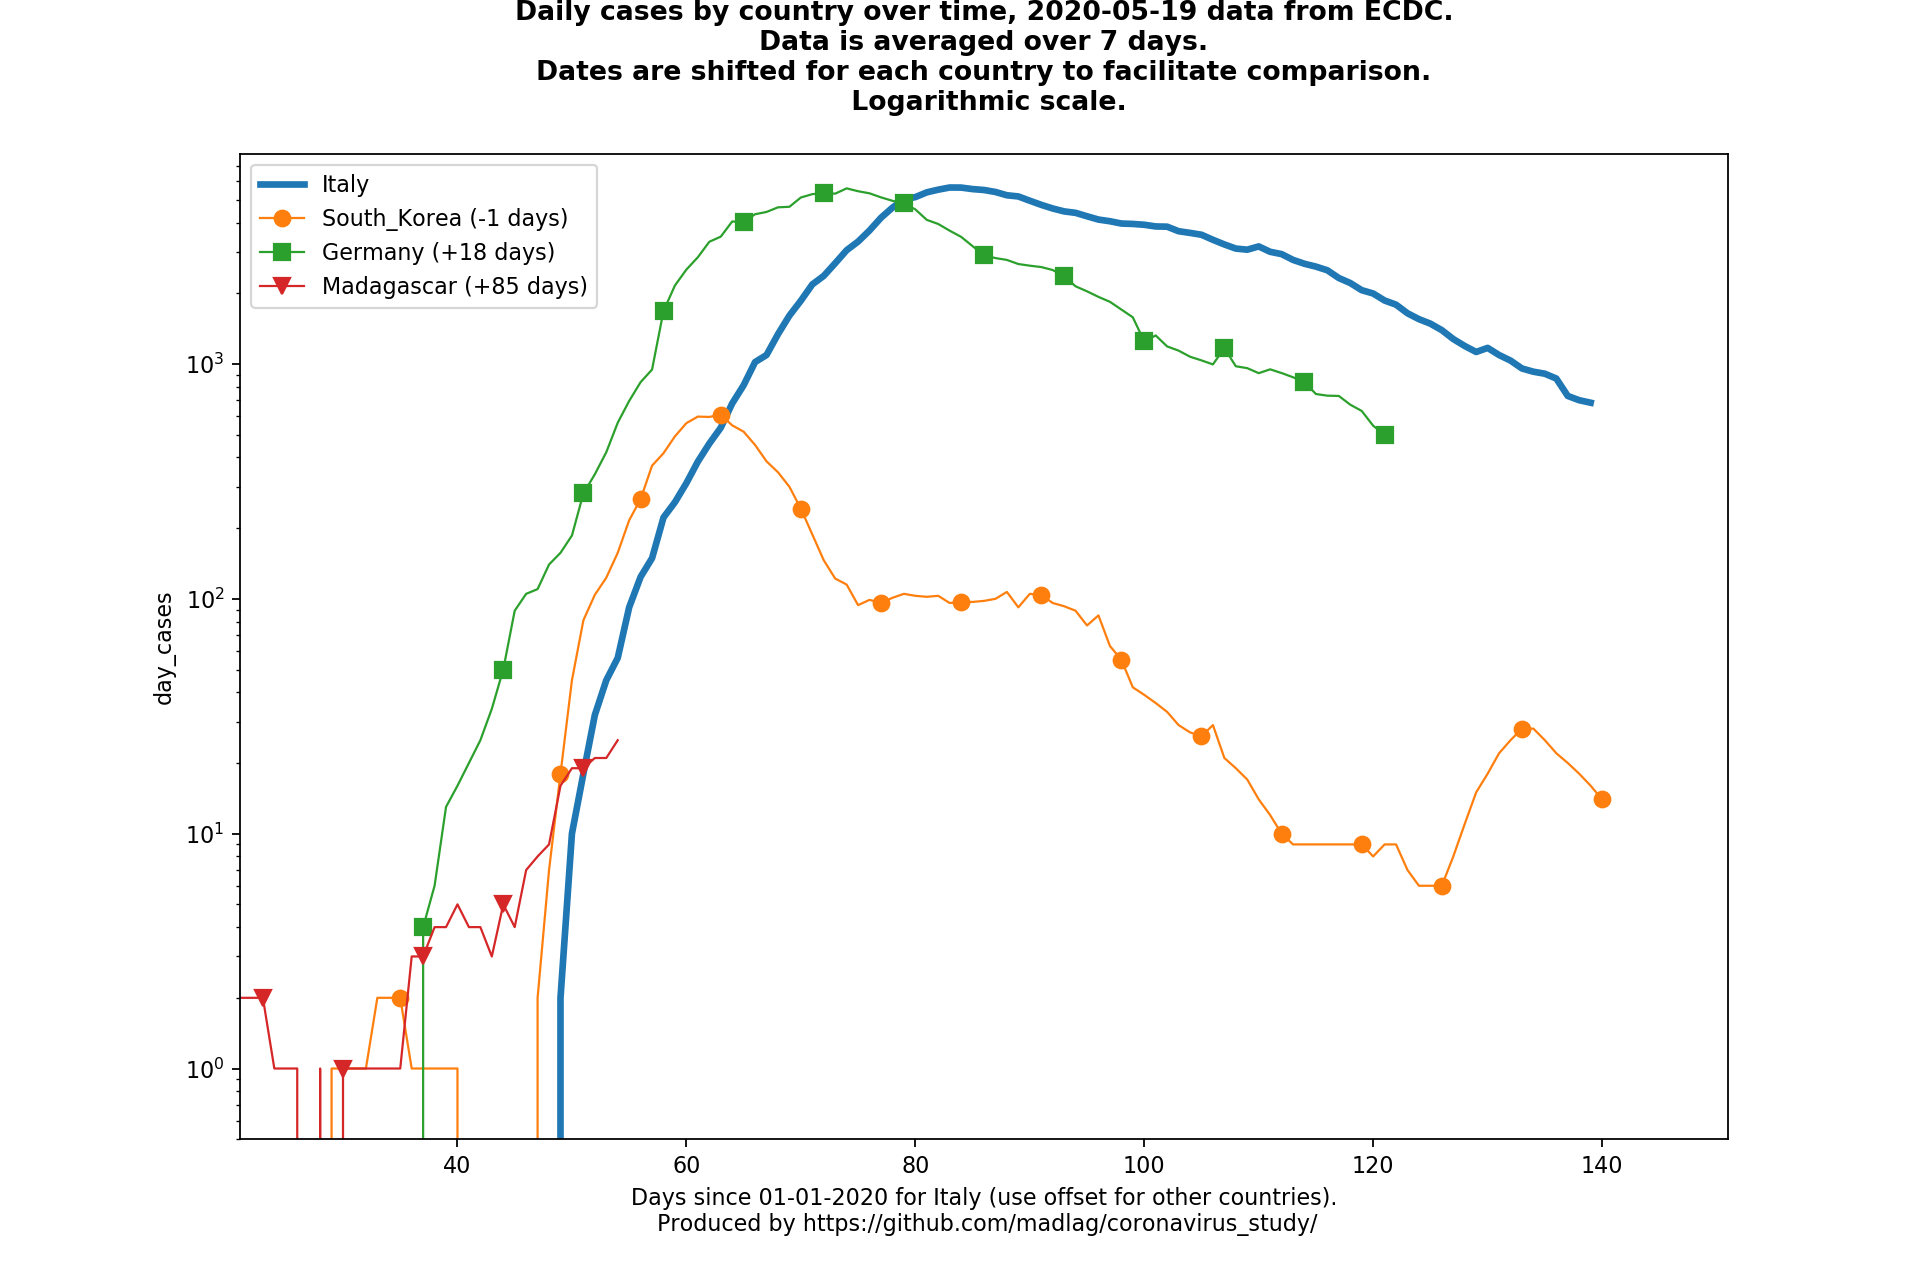 Daily cases by country over time, 2020-05-19 data from ECDC.
Data is averaged over 7 days.
Dates are shifted for each country to facilitate comparison.
Logarithmic scale.
Italy
South_Korea (-1 days)
Germany (+18 days)
Madagascar (+85 days)
10³
10²
10¹
10⁰
day_cases
40 60 80 100 120 140
Days since 01-01-2020 for Italy (use offset for other countries).
Produced by https://github.com/madlag/coronavirus_study/